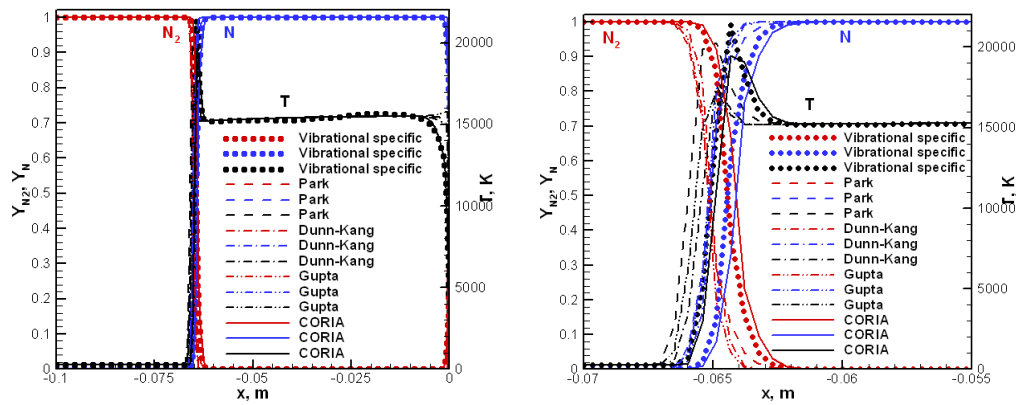 1
0.9
0.8
0.7
0.6
0.5
0.4
0.3
0.2
0.1
0
Y_N2, Y_N
N₂
N
T
Vibrational specific
Vibrational specific
Vibrational specific
Park
Park
Park
Dunn-Kang
Dunn-Kang
Dunn-Kang
Gupta
Gupta
Gupta
CORIA
CORIA
CORIA
20000
15000
10000
5000
0
T, K
-0.1
-0.075
-0.05
-0.025
0
x, m
1
0.9
0.8
0.7
0.6
0.5
0.4
0.3
0.2
0.1
0
Y_N2, Y_N
N₂
N
T
Vibrational specific
Vibrational specific
Vibrational specific
Park
Park
Park
Dunn-Kang
Dunn-Kang
Dunn-Kang
Gupta
Gupta
Gupta
CORIA
CORIA
CORIA
20000
15000
10000
5000
0
T, K
-0.07
-0.065
-0.06
-0.055
x, m